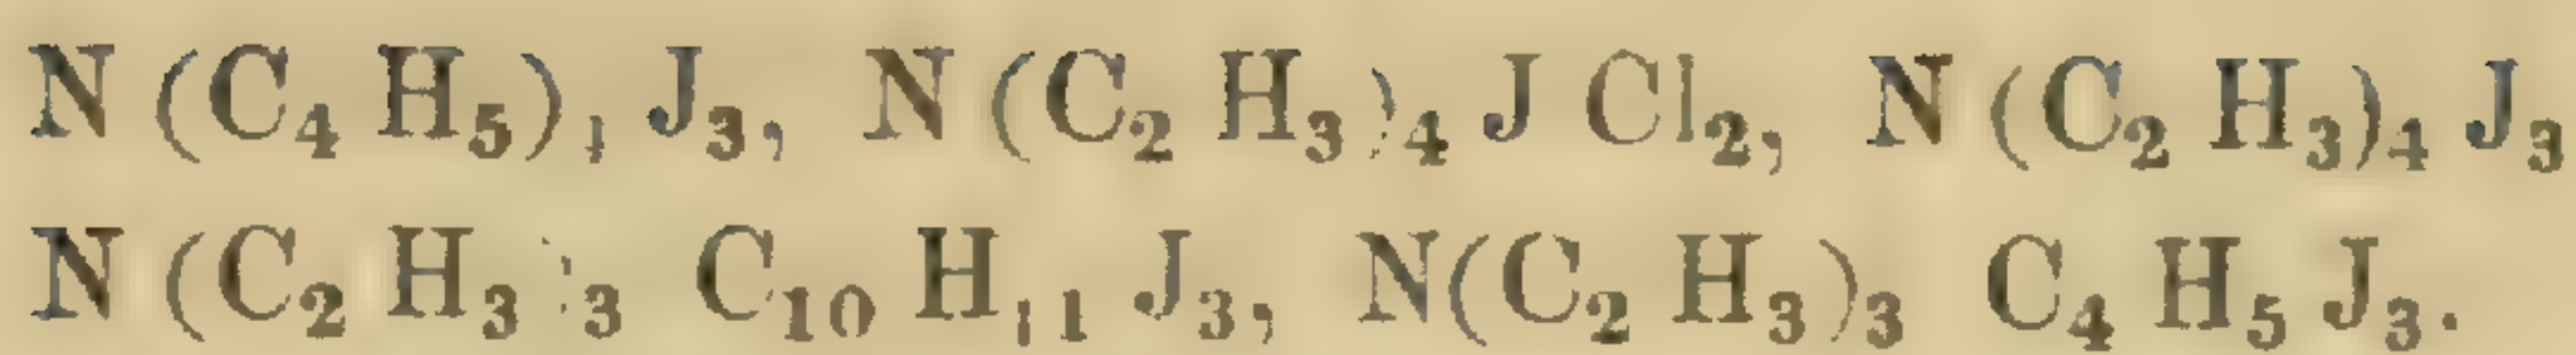 N (C₄ H₅)₄ J₃, N (C₂ H₃)₄ J Cl₂, N (C₂ H₃)₄ J₃
N (C₂ H₃)₃ C₁₀ H₁₁ J₃, N(C₂ H₃)₃ C₄ H₅ J₃.